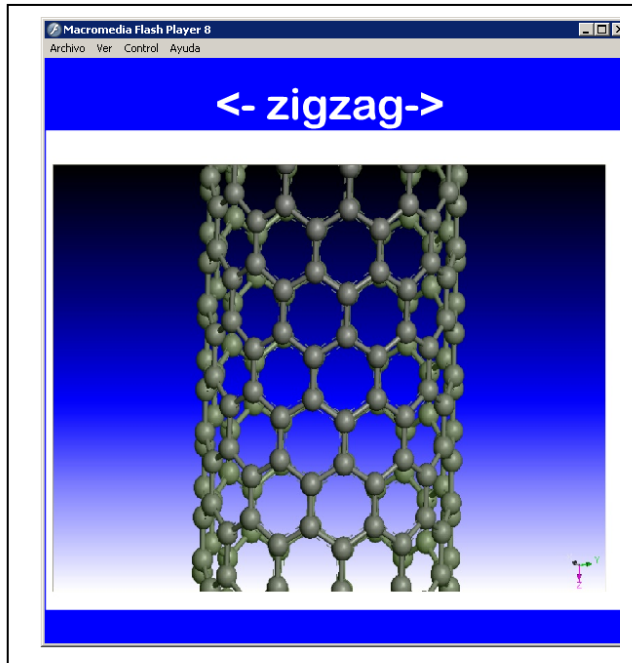 Macromedia Flash Player 8
Archivo Ver Control Ayuda
<- zigzag->
Y
Z